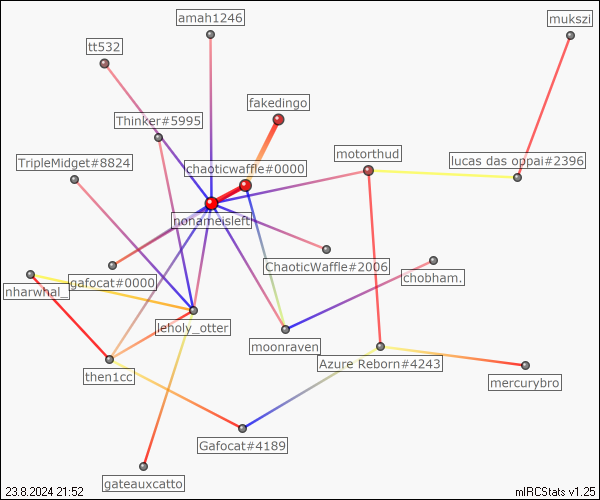 amah1246
mukszi
tt532
fakedingo
Thinker#5995
motorthud
TripleMidget#8824
chaoticwaffle#0000
lucas das oppai#2396
nonameisleft
ChaoticWaffle#2006
chobham.
gafocat#0000
nharwhal_
leholy_otter
moonraven
Azure Reborn#4243
then1cc
mercurybro
Gafocat#4189
gateauxcatto
23.8.2024 21:52
mIRCStats v1.25